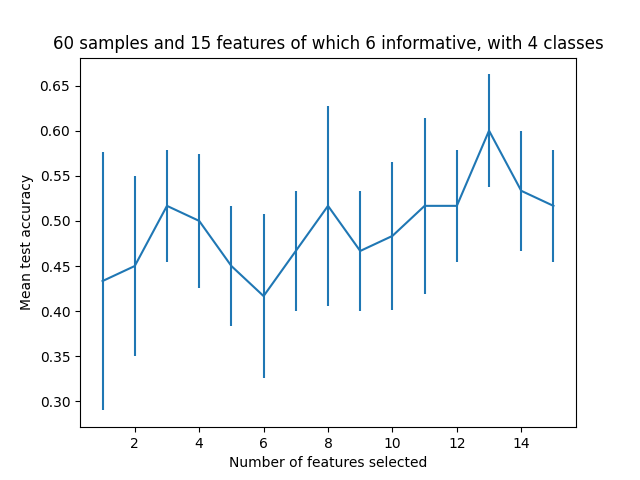 60 samples and 15 features of which 6 informative, with 4 classes
0.65
0.60
0.55
0.50
0.45
0.40
0.35
0.30
Mean test accuracy
2 4 6 8 10 12 14
Number of features selected